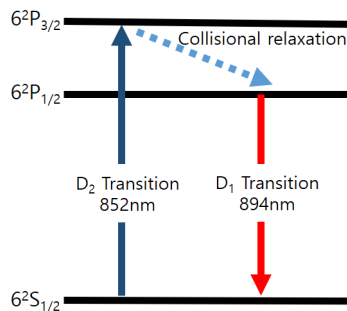 6²P₃/₂
Collisional relaxation
6²P₁/₂
D₂ Transition
852nm
D₁ Transition
894nm
6²S₁/₂